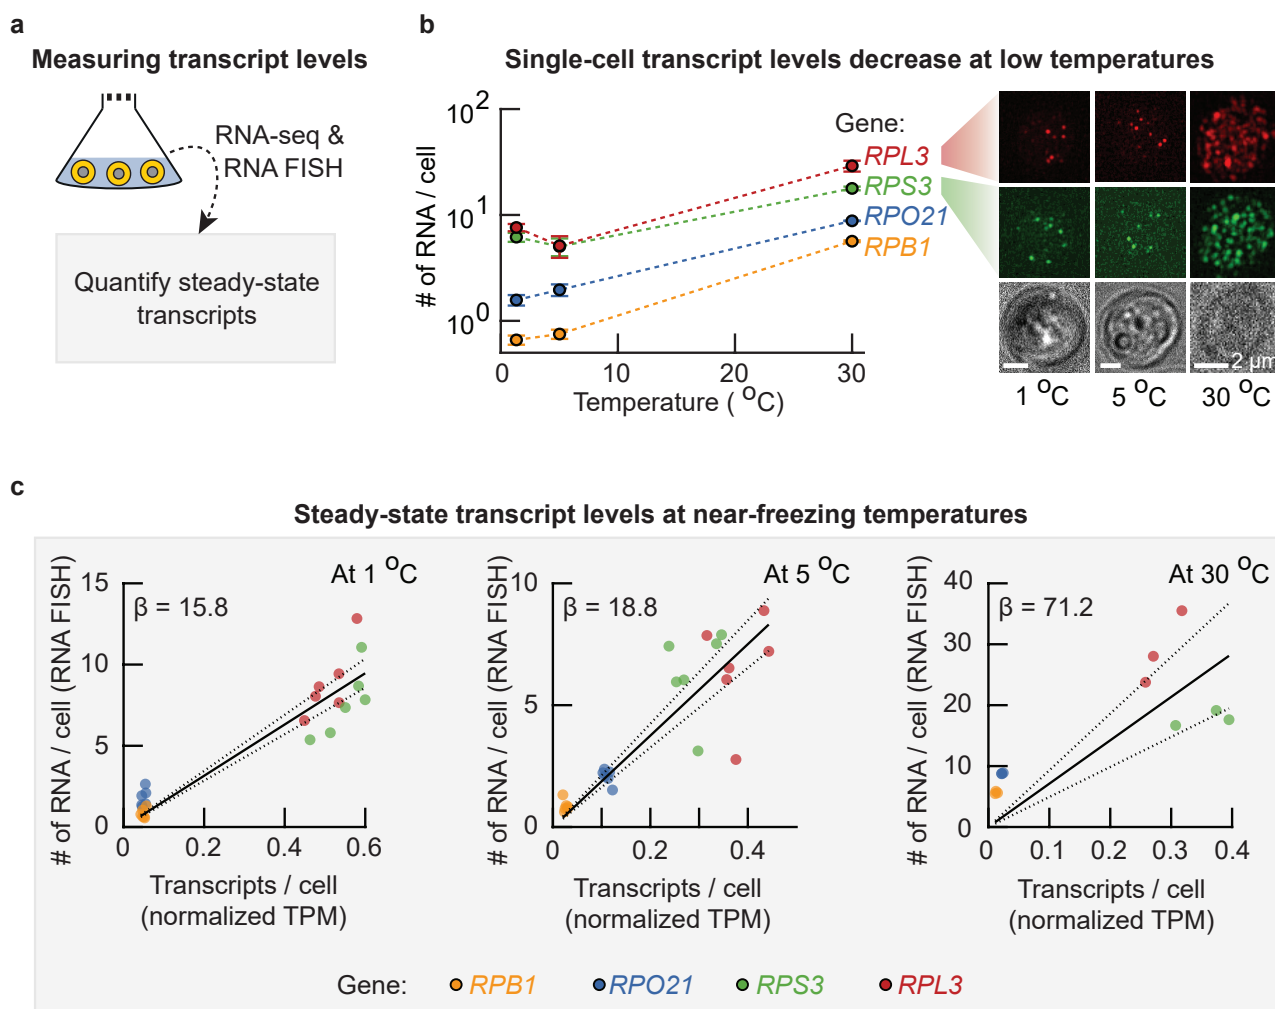 a
Measuring transcript levels
RNA-seq &
RNA FISH
Quantify steady-state
transcripts
b
Single-cell transcript levels decrease at low temperatures
# of RNA / cell
10²
10¹
10⁰
0
10
20
30
Temperature ( °C)
Gene:
RPL3
RPS3
RPO21
RPB1
2 µm
1 °C
5 °C
30 °C
c
Steady-state transcript levels at near-freezing temperatures
# of RNA / cell (RNA FISH)
15
10
5
0
At 1 °C
β = 15.8
0
0.2
0.4
0.6
Transcripts / cell
(normalized TPM)
# of RNA / cell (RNA FISH)
10
5
0
At 5 °C
β = 18.8
0
0.2
0.4
Transcripts / cell
(normalized TPM)
# of RNA / cell (RNA FISH)
40
30
20
10
0
At 30 °C
β = 71.2
0
0.1
0.2
0.3
0.4
Transcripts / cell
(normalized TPM)
Gene:
RPB1
RPO21
RPS3
RPL3